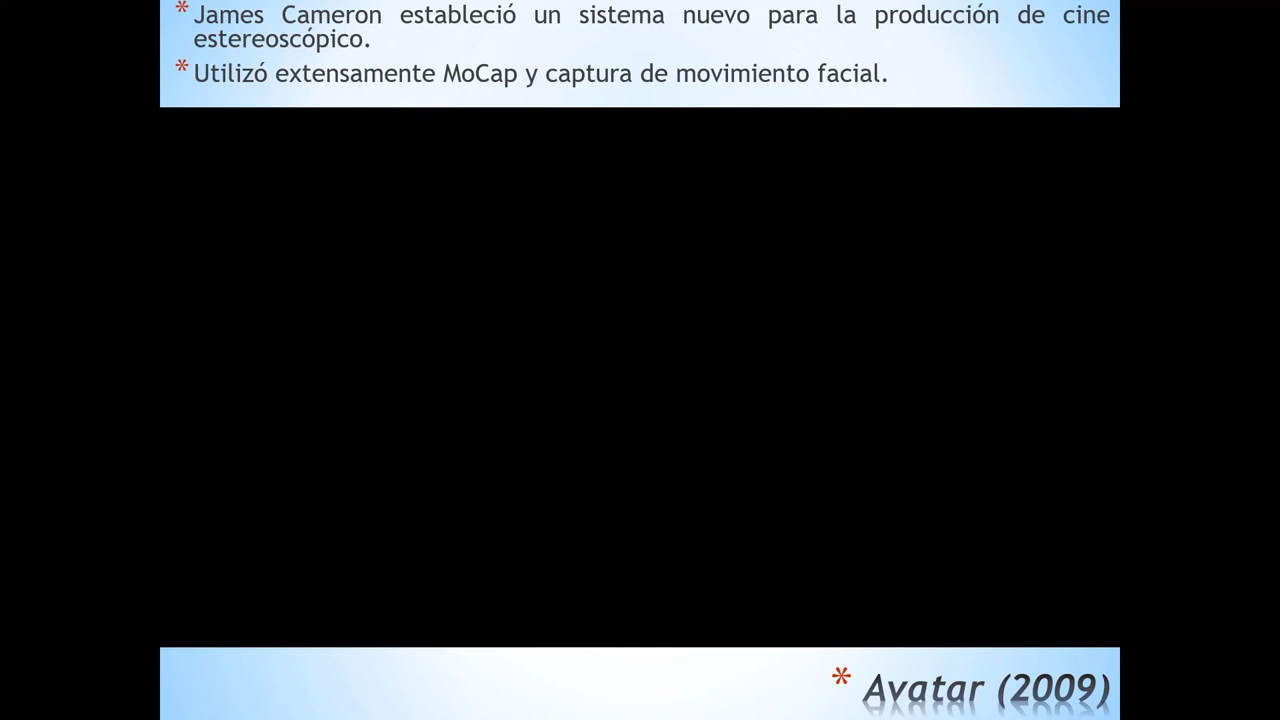 * James Cameron estableció un sistema nuevo para la producción de cine
estereoscópico.
* Utilizó extensamente MoCap y captura de movimiento facial.
* Avatar (2009)